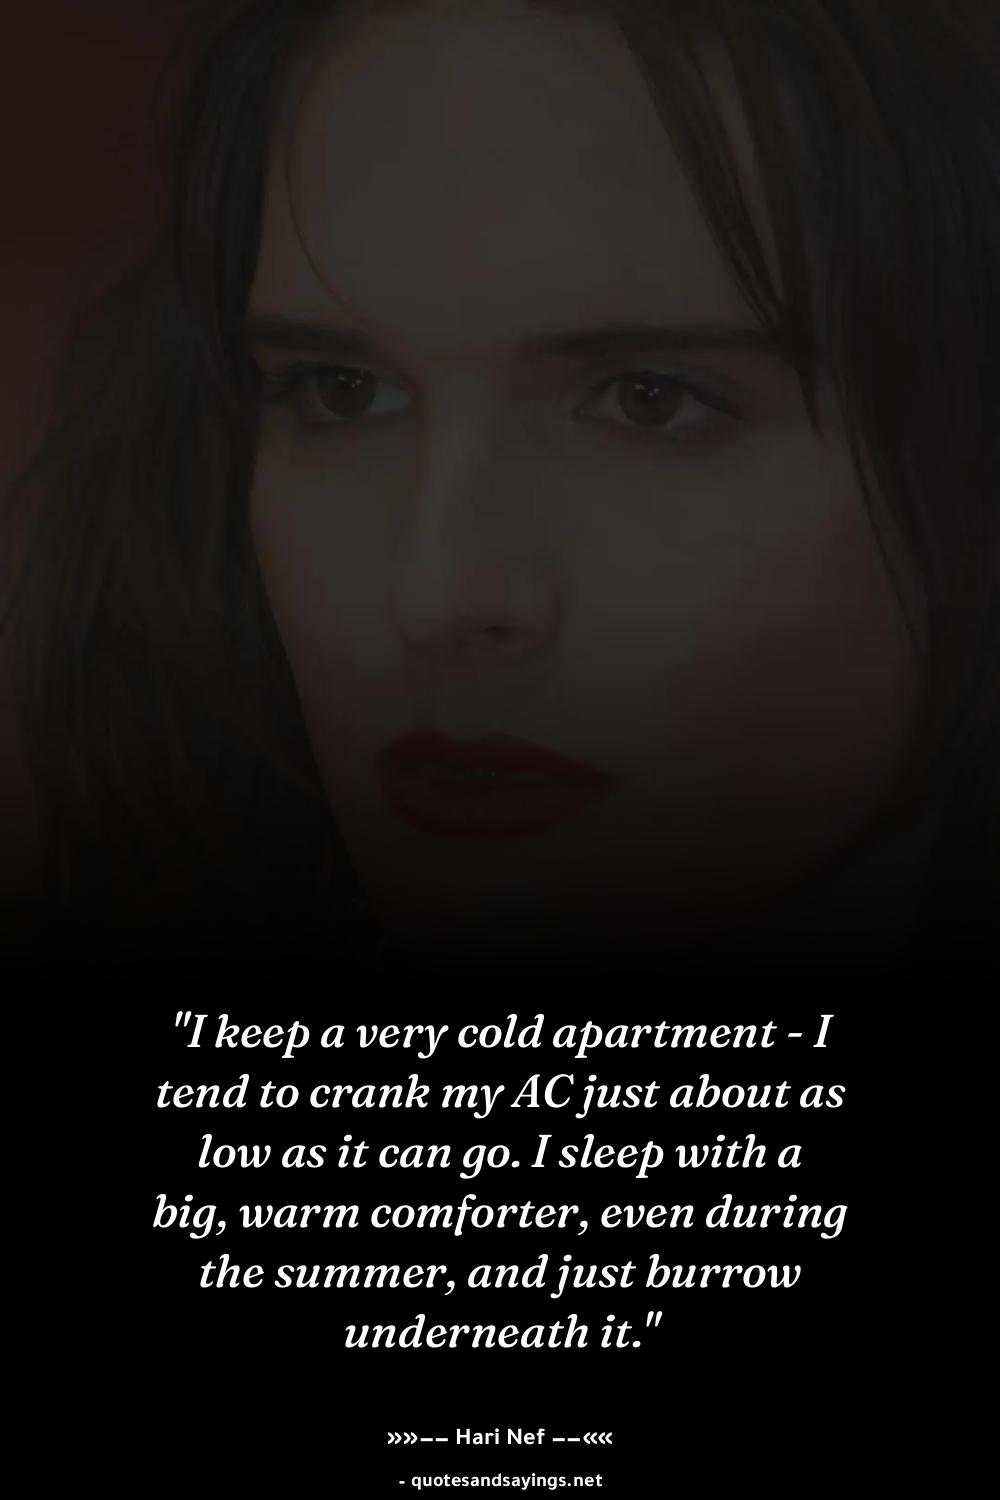 "I keep a very cold apartment - I
tend to crank my AC just about as
low as it can go. I sleep with a
big, warm comforter, even during
the summer, and just burrow
underneath it."
»»−− Hari Nef −−««
- quotesandsayings.net